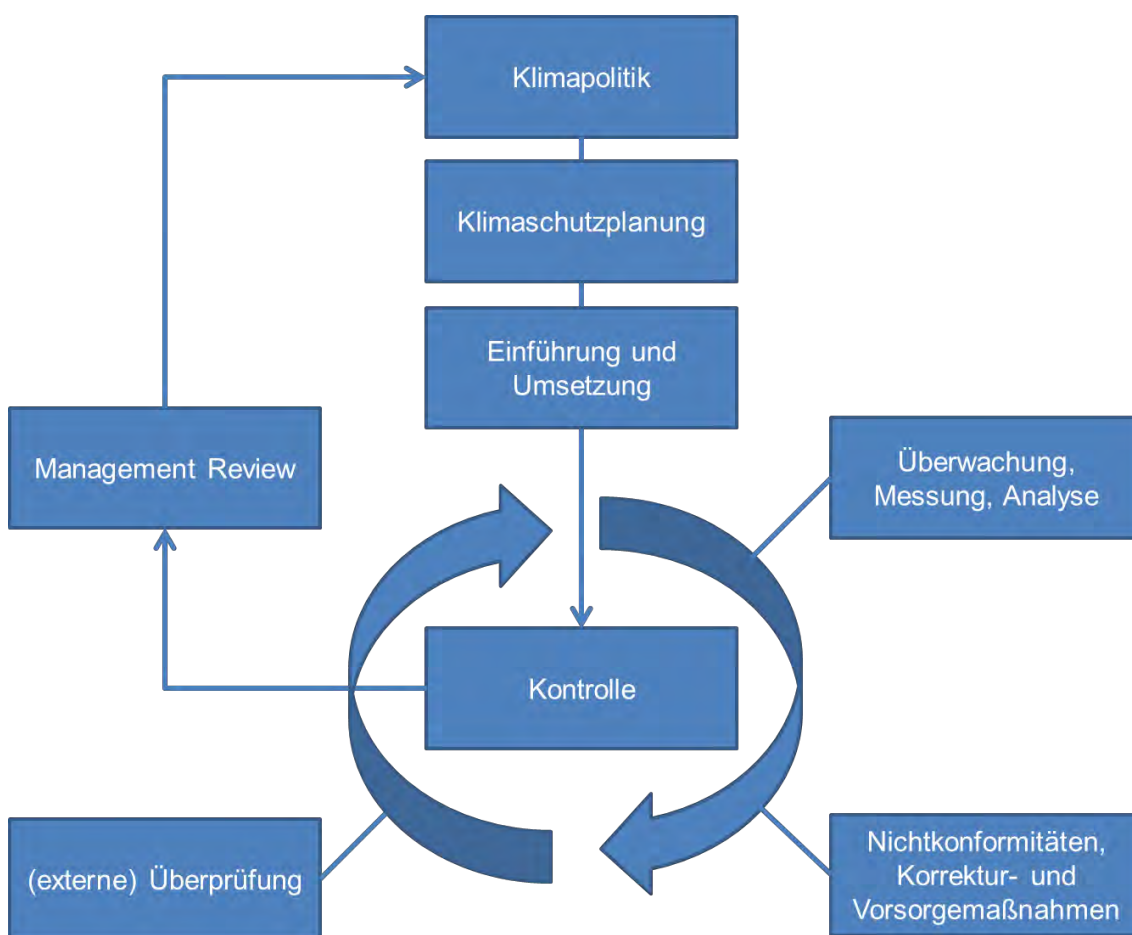 Klimapolitik
Klimaschutzplanung
Einführung und
Umsetzung
Management Review
Überwachung,
Messung, Analyse
Kontrolle
(externe) Überprüfung
Nichtkonformitäten,
Korrektur- und
Vorsorgemaßnahmen